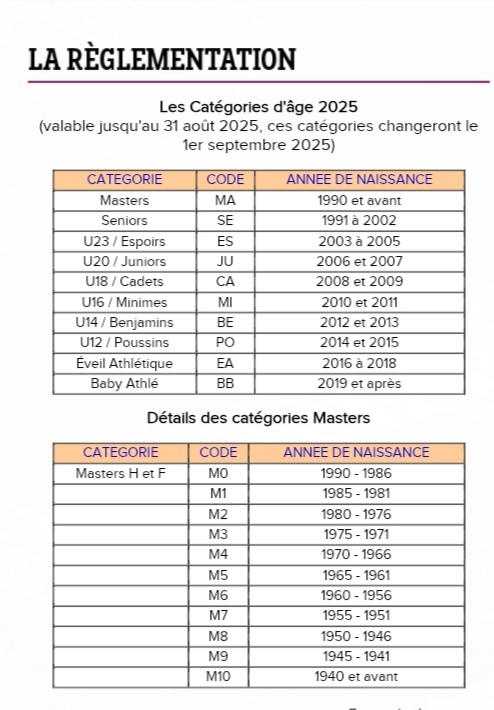 LA RÈGLEMENTATION
Les Catégories d'âge 2025
(valable jusqu'au 31 août 2025, ces catégories changeront le
1er septembre 2025)
CATEGORIE CODE ANNEE DE NAISSANCE
Masters MA 1990 et avant
Seniors SE 1991 à 2002
U23 / Espoirs ES 2003 à 2005
U20 / Juniors JU 2006 et 2007
U18 / Cadets CA 2008 et 2009
U16 / Minimes MI 2010 et 2011
U14 / Benjamins BE 2012 et 2013
U12 / Poussins PO 2014 et 2015
Éveil Athlétique EA 2016 à 2018
Baby Athlé BB 2019 et après
Détails des catégories Masters
CATEGORIE CODE ANNEE DE NAISSANCE
Masters H et F M0 1990 - 1986
M1 1985 - 1981
M2 1980 - 1976
M3 1975 - 1971
M4 1970 - 1966
M5 1965 - 1961
M6 1960 - 1956
M7 1955 - 1951
M8 1950 - 1946
M9 1945 - 1941
M10 1940 et avant